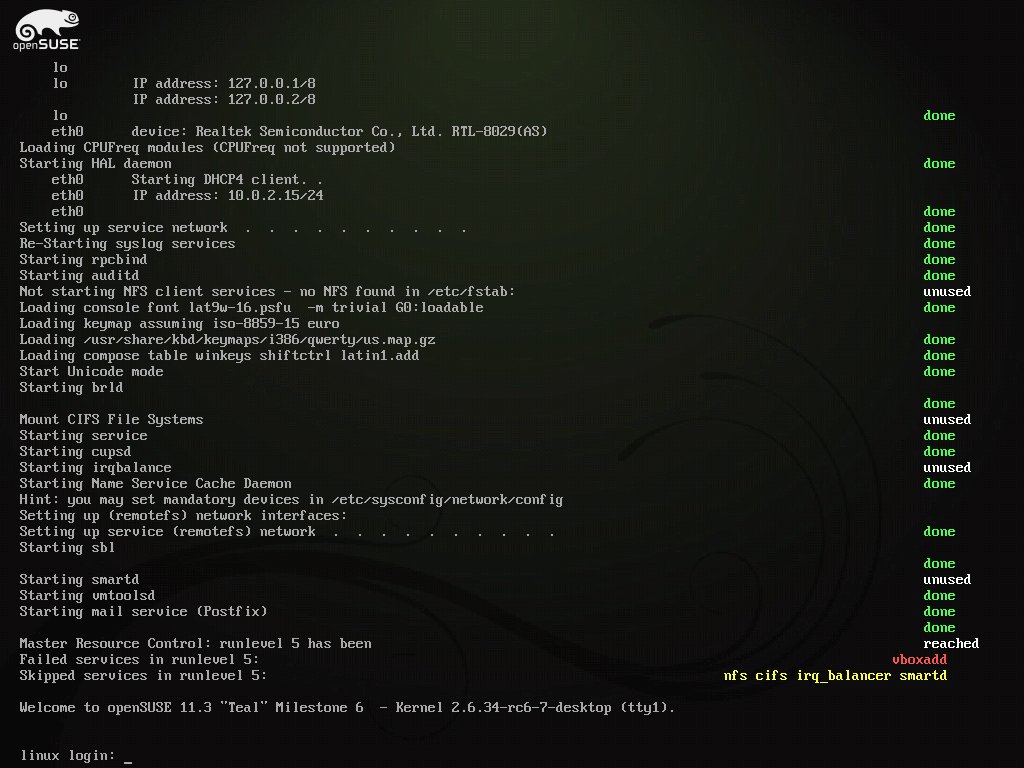 openSUSE
lo
lo IP address: 127.0.0.1/8
IP address: 127.0.0.2/8
lo done
eth0 device: Realtek Semiconductor Co., Ltd. RTL-8029(AS)
Loading CPUFreq modules (CPUFreq not supported)
Starting HAL daemon done
eth0 Starting DHCP4 client. .
eth0 IP address: 10.0.2.15/24
eth0 done
Setting up service network . . . . . . . . . . done
Re-Starting syslog services done
Starting rpcbind done
Starting auditd done
Not starting NFS client services - no NFS found in /etc/fstab: unused
Loading console font lat9w-16.psfu -m trivial G0:loadable done
Loading keymap assuming iso-8859-15 euro
Loading /usr/share/kbd/keymaps/i386/qwerty/us.map.gz done
Loading compose table winkeys shiftctrl latin1.add done
Start Unicode mode done
Starting brld
done
Mount CIFS File Systems unused
Starting service done
Starting cupsd done
Starting irqbalance unused
Starting Name Service Cache Daemon done
Hint: you may set mandatory devices in /etc/sysconfig/network/config
Setting up (remotefs) network interfaces:
Setting up service (remotefs) network . . . . . . . . . . done
Starting sbl
done
Starting smartd unused
Starting vmtoolsd done
Starting mail service (Postfix) done
done
Master Resource Control: runlevel 5 has been reached
Failed services in runlevel 5: vboxadd
Skipped services in runlevel 5: nfs cifs irq_balancer smartd
Welcome to openSUSE 11.3 "Teal" Milestone 6 - Kernel 2.6.34-rc6-7-desktop (tty1).
linux login: _